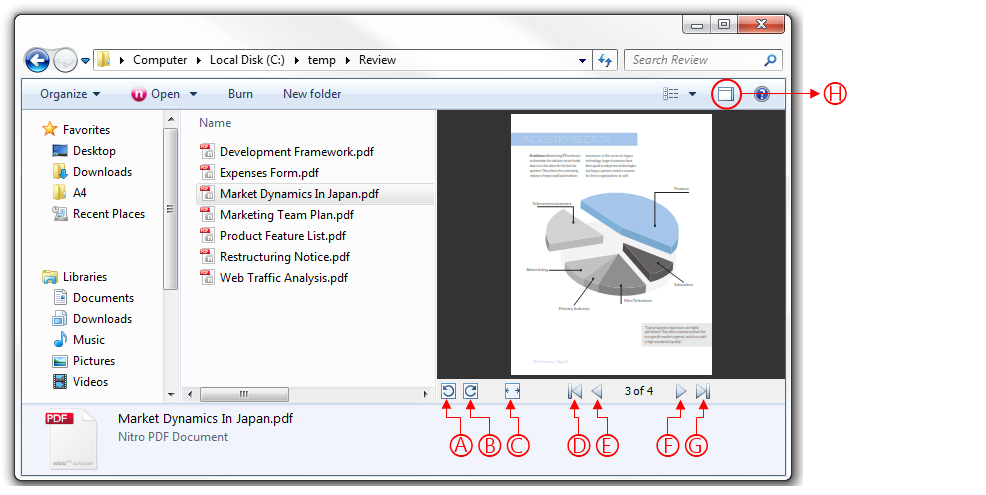 Computer Local Disk (C:) temp Review
Search Review
Organize Open Burn New folder
H
Favorites
Desktop
Downloads
A4
Recent Places
Libraries
Documents
Downloads
Music
Pictures
Videos
Name
Development Framework.pdf
Expenses Form.pdf
Market Dynamics In Japan.pdf
Marketing Team Plan.pdf
Product Feature List.pdf
Restructuring Notice.pdf
Web Traffic Analysis.pdf
INDUSTRY SECTOR
Finance
Telecommunications
Advertising
Education
Film/Television
Primary Industry
3 of 4
A B C D E F G
PDF
nitro software
Market Dynamics In Japan.pdf
Nitro PDF Document